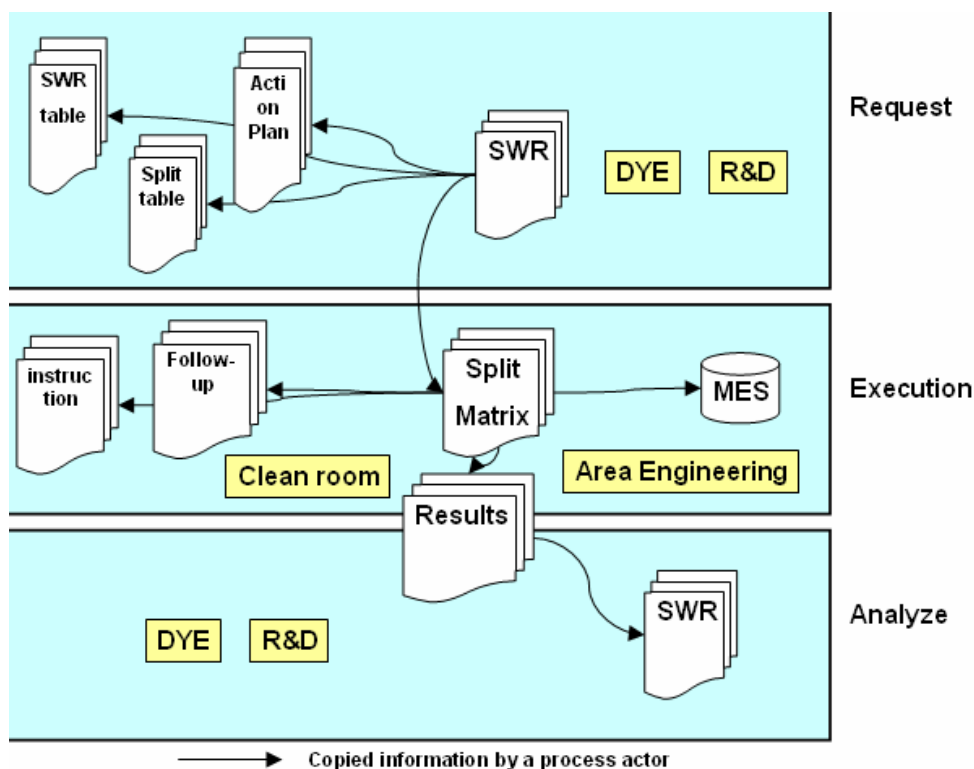 SWR
table
Acti
on
Plan
Split
table
SWR
DYE
R&D
Request
instruc
tion
Follow-
up
Split
Matrix
MES
Execution
Clean room
Area Engineering
Results
DYE
R&D
SWR
Analyze
Copied information by a process actor